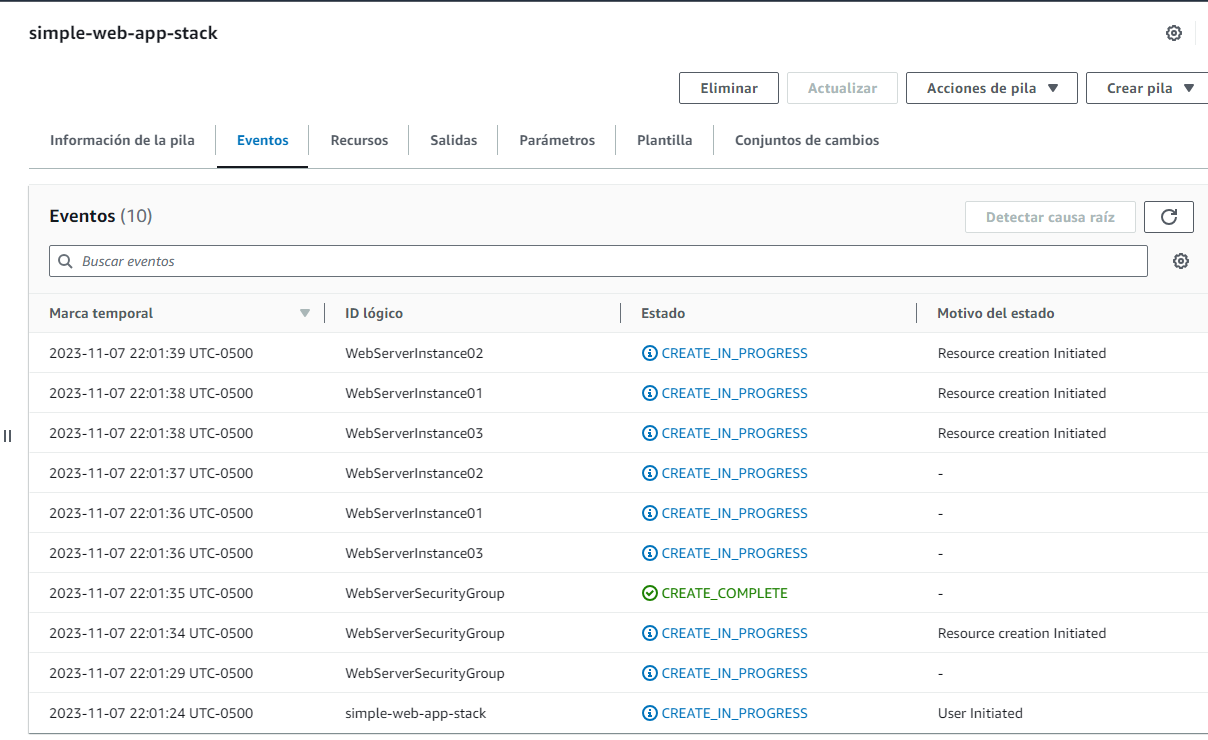 simple-web-app-stack
Eliminar Actualizar Acciones de pila Crear pila
Información de la pila Eventos Recursos Salidas Parámetros Plantilla Conjuntos de cambios
Eventos (10) Detectar causa raíz
Buscar eventos
Marca temporal ID lógico Estado Motivo del estado
2023-11-07 22:01:39 UTC-0500 WebServerInstance02 CREATE_IN_PROGRESS Resource creation Initiated
2023-11-07 22:01:38 UTC-0500 WebServerInstance01 CREATE_IN_PROGRESS Resource creation Initiated
2023-11-07 22:01:38 UTC-0500 WebServerInstance03 CREATE_IN_PROGRESS Resource creation Initiated
2023-11-07 22:01:37 UTC-0500 WebServerInstance02 CREATE_IN_PROGRESS -
2023-11-07 22:01:36 UTC-0500 WebServerInstance01 CREATE_IN_PROGRESS -
2023-11-07 22:01:36 UTC-0500 WebServerInstance03 CREATE_IN_PROGRESS -
2023-11-07 22:01:35 UTC-0500 WebServerSecurityGroup CREATE_COMPLETE -
2023-11-07 22:01:34 UTC-0500 WebServerSecurityGroup CREATE_IN_PROGRESS Resource creation Initiated
2023-11-07 22:01:29 UTC-0500 WebServerSecurityGroup CREATE_IN_PROGRESS -
2023-11-07 22:01:24 UTC-0500 simple-web-app-stack CREATE_IN_PROGRESS User Initiated